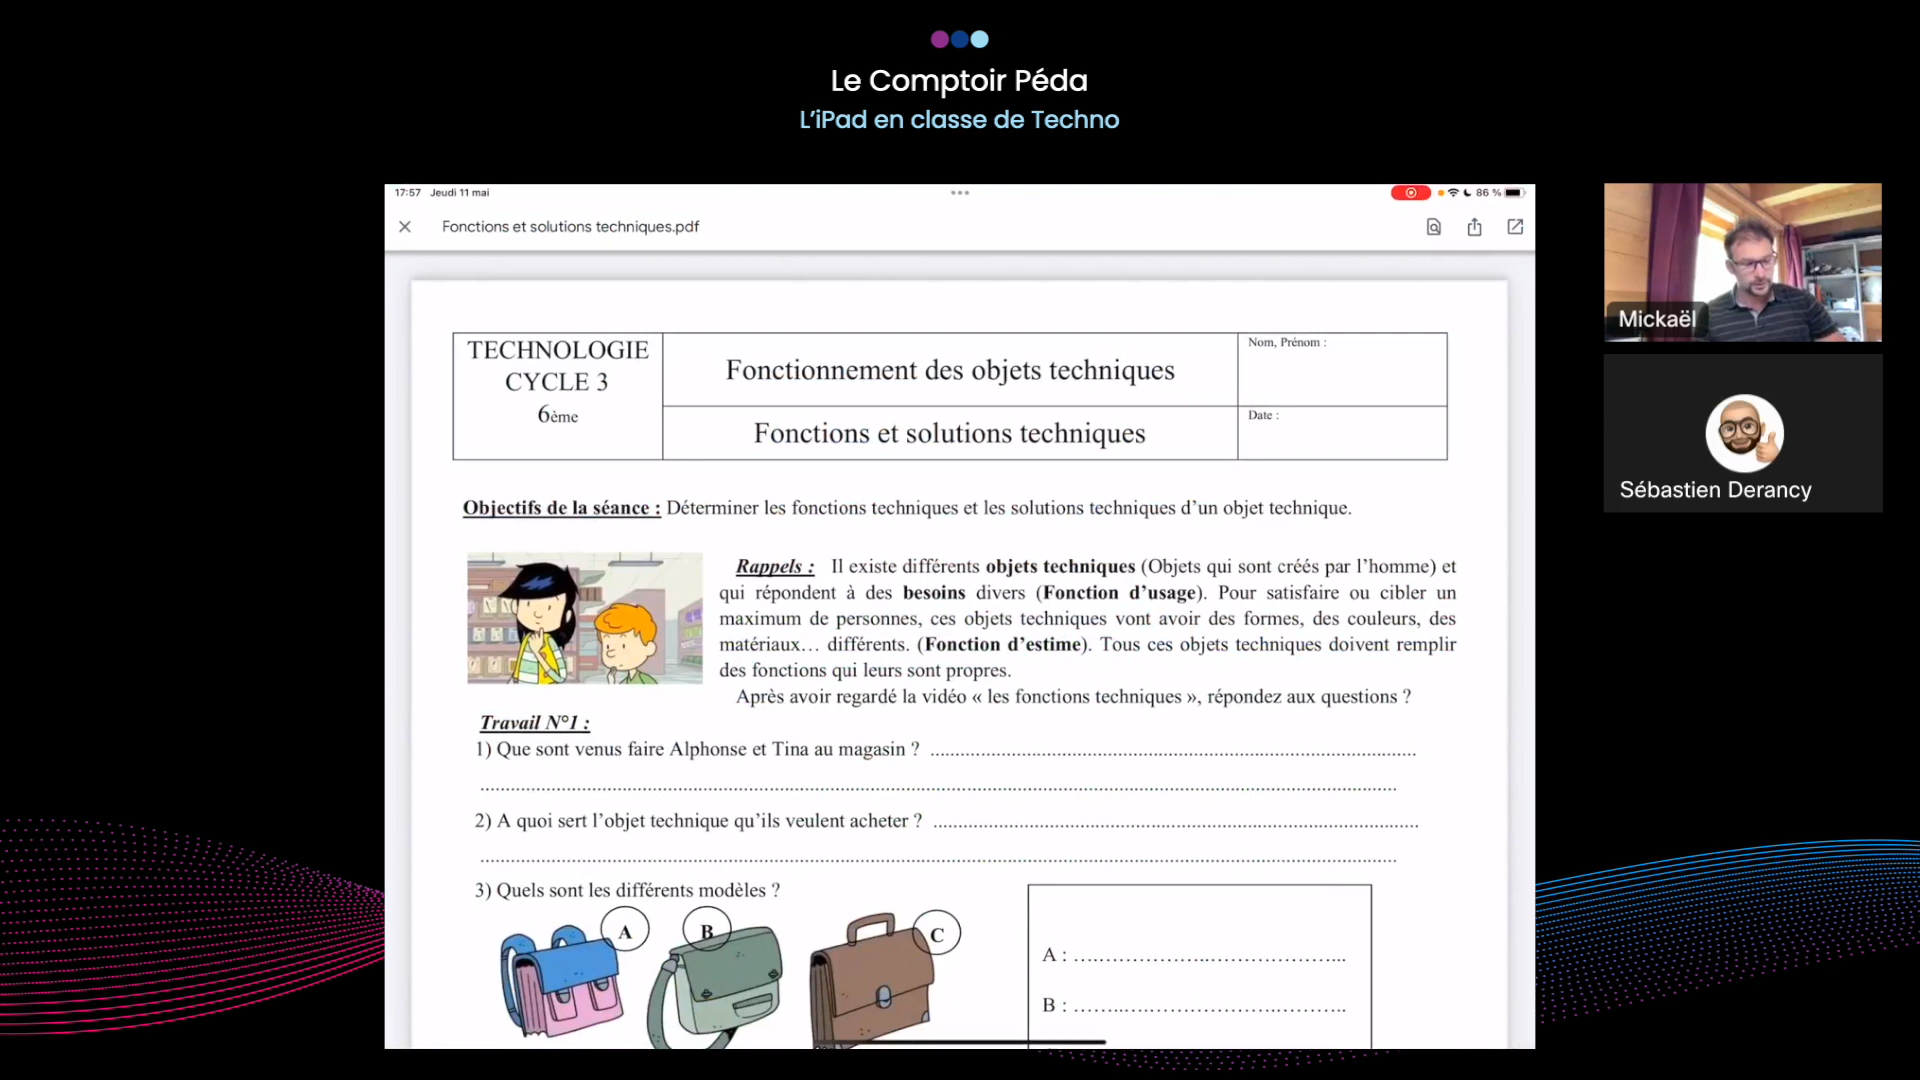 Le Comptoir Péda
L’iPad en classe de Techno
17:57 Jeudi 11 mai
86 %
Fonctions et solutions techniques.pdf
TECHNOLOGIE
CYCLE 3
6ème
Fonctionnement des objets techniques
Nom, Prénom :
Fonctions et solutions techniques
Date :
Objectifs de la séance : Déterminer les fonctions techniques et les solutions techniques d’un objet technique.
Rappels : Il existe différents objets techniques (Objets qui sont créés par l’homme) et
qui répondent à des besoins divers (Fonction d’usage). Pour satisfaire ou cibler un
maximum de personnes, ces objets techniques vont avoir des formes, des couleurs, des
matériaux… différents. (Fonction d’estime). Tous ces objets techniques doivent remplir
des fonctions qui leurs sont propres.
Après avoir regardé la vidéo « les fonctions techniques », répondez aux questions ?
Travail N°1 :
1) Que sont venus faire Alphonse et Tina au magasin ?
2) A quoi sert l’objet technique qu’ils veulent acheter ?
3) Quels sont les différents modèles ?
A
B
C
A :
B :
Mickaël
Sébastien Derancy